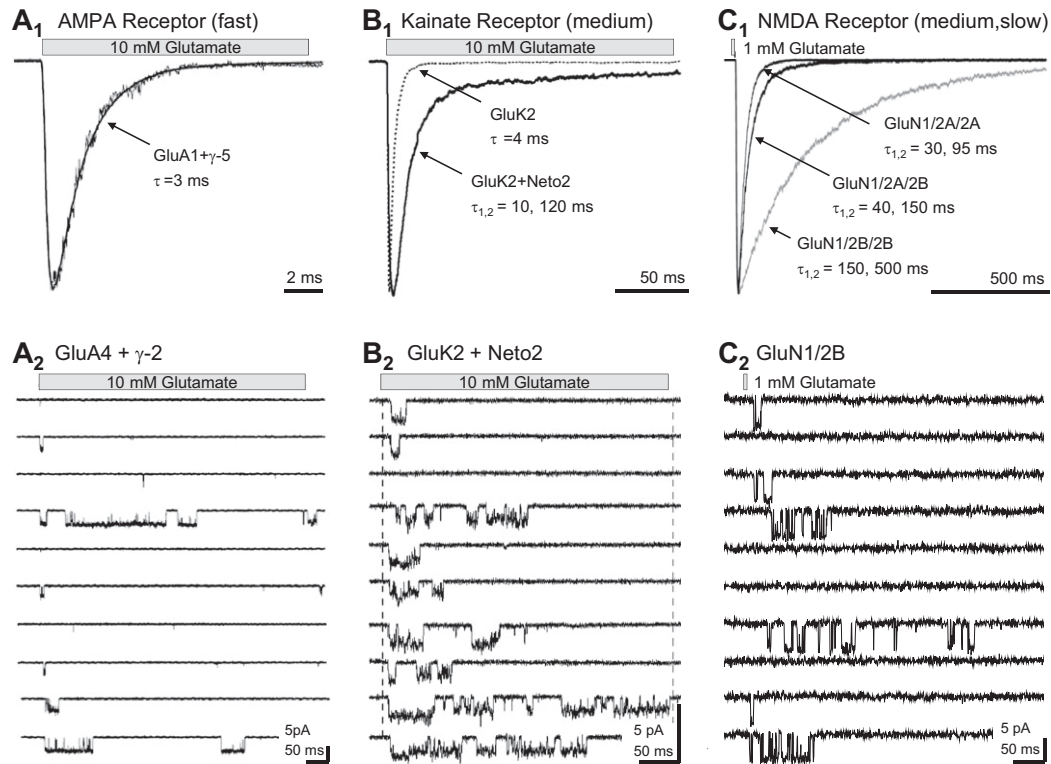 A1 AMPA Receptor (fast)
10 mM Glutamate
GluA1+γ-5
τ =3 ms
2 ms
B1 Kainate Receptor (medium)
10 mM Glutamate
GluK2
τ =4 ms
GluK2+Neto2
τ1,2 = 10, 120 ms
50 ms
C1 NMDA Receptor (medium,slow)
1 mM Glutamate
GluN1/2A/2A
τ1,2 = 30, 95 ms
GluN1/2A/2B
τ1,2 = 40, 150 ms
GluN1/2B/2B
τ1,2 = 150, 500 ms
500 ms
A2 GluA4 + γ-2
10 mM Glutamate
5pA
50 ms
B2 GluK2 + Neto2
10 mM Glutamate
5 pA
50 ms
C2 GluN1/2B
1 mM Glutamate
5 pA
50 ms